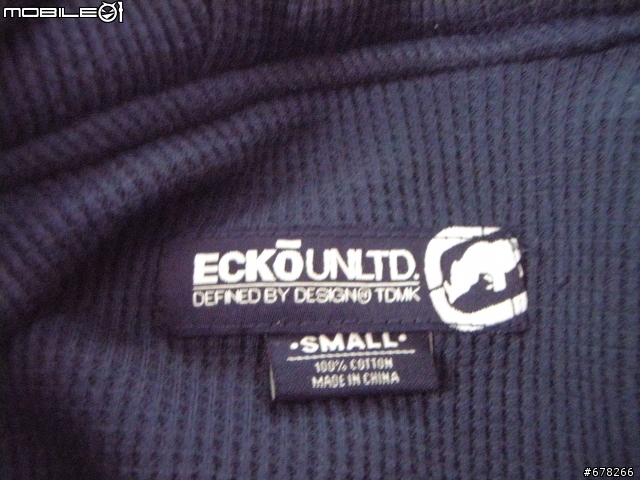 MOBILE01
ECKŌ UNLTD.
DEFINED BY DESIGN® TDMK
•SMALL•
100% COTTON
MADE IN CHINA
#678266